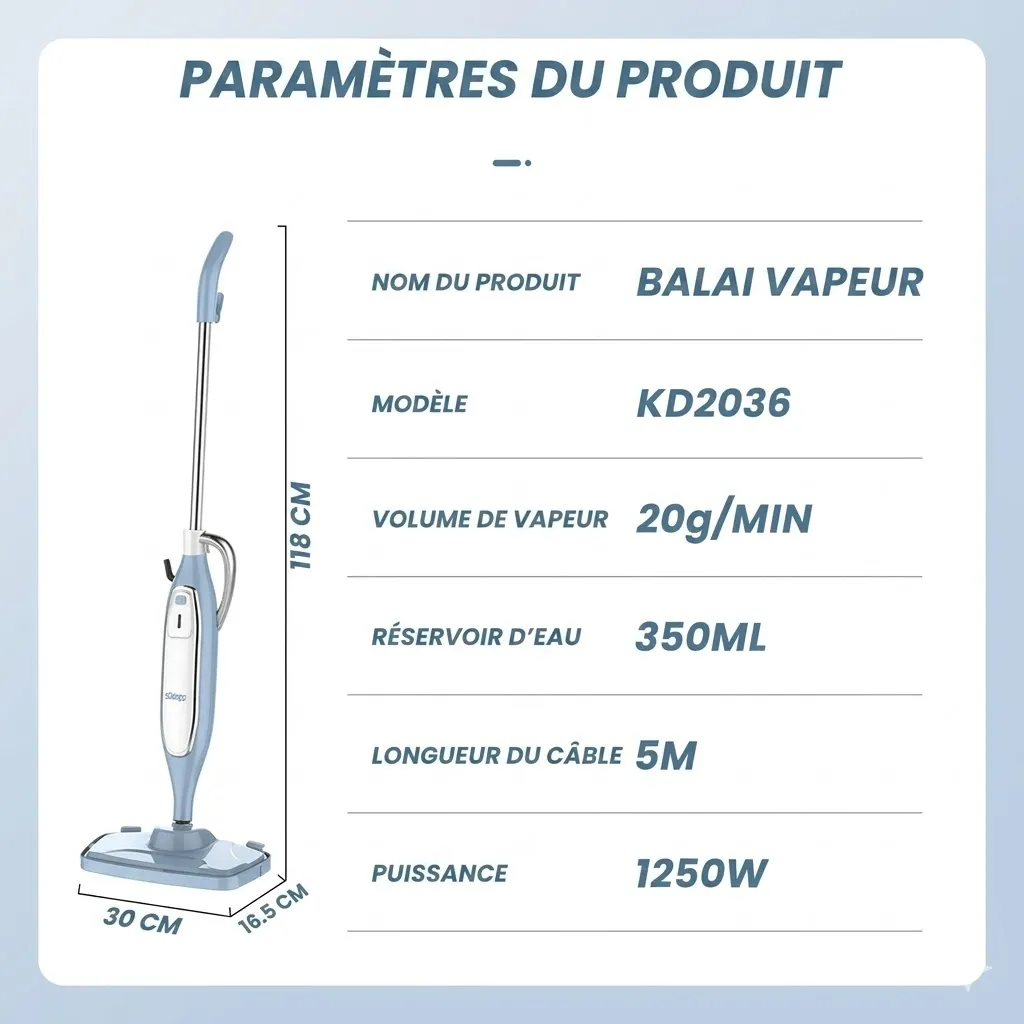 PARAMÈTRES DU PRODUIT
NOM DU PRODUIT BALAI VAPEUR
MODÈLE KD2036
VOLUME DE VAPEUR 20g/MIN
RÉSERVOIR D'EAU 350ML
LONGUEUR DU CÂBLE 5M
PUISSANCE 1250W
118 CM
30 CM
16.5 CM